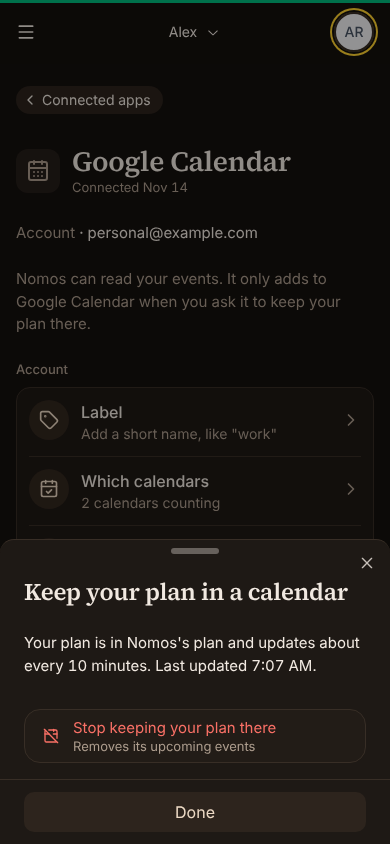 Alex
AR
Connected apps
Google Calendar
Connected Nov 14
Account · personal@example.com
Nomos can read your events. It only adds to
Google Calendar when you ask it to keep your
plan there.
Account
Label
Add a short name, like "work"
Which calendars
2 calendars counting
Keep your plan in a calendar
Your plan is in Nomos's plan and updates about
every 10 minutes. Last updated 7:07 AM.
Stop keeping your plan there
Removes its upcoming events
Done